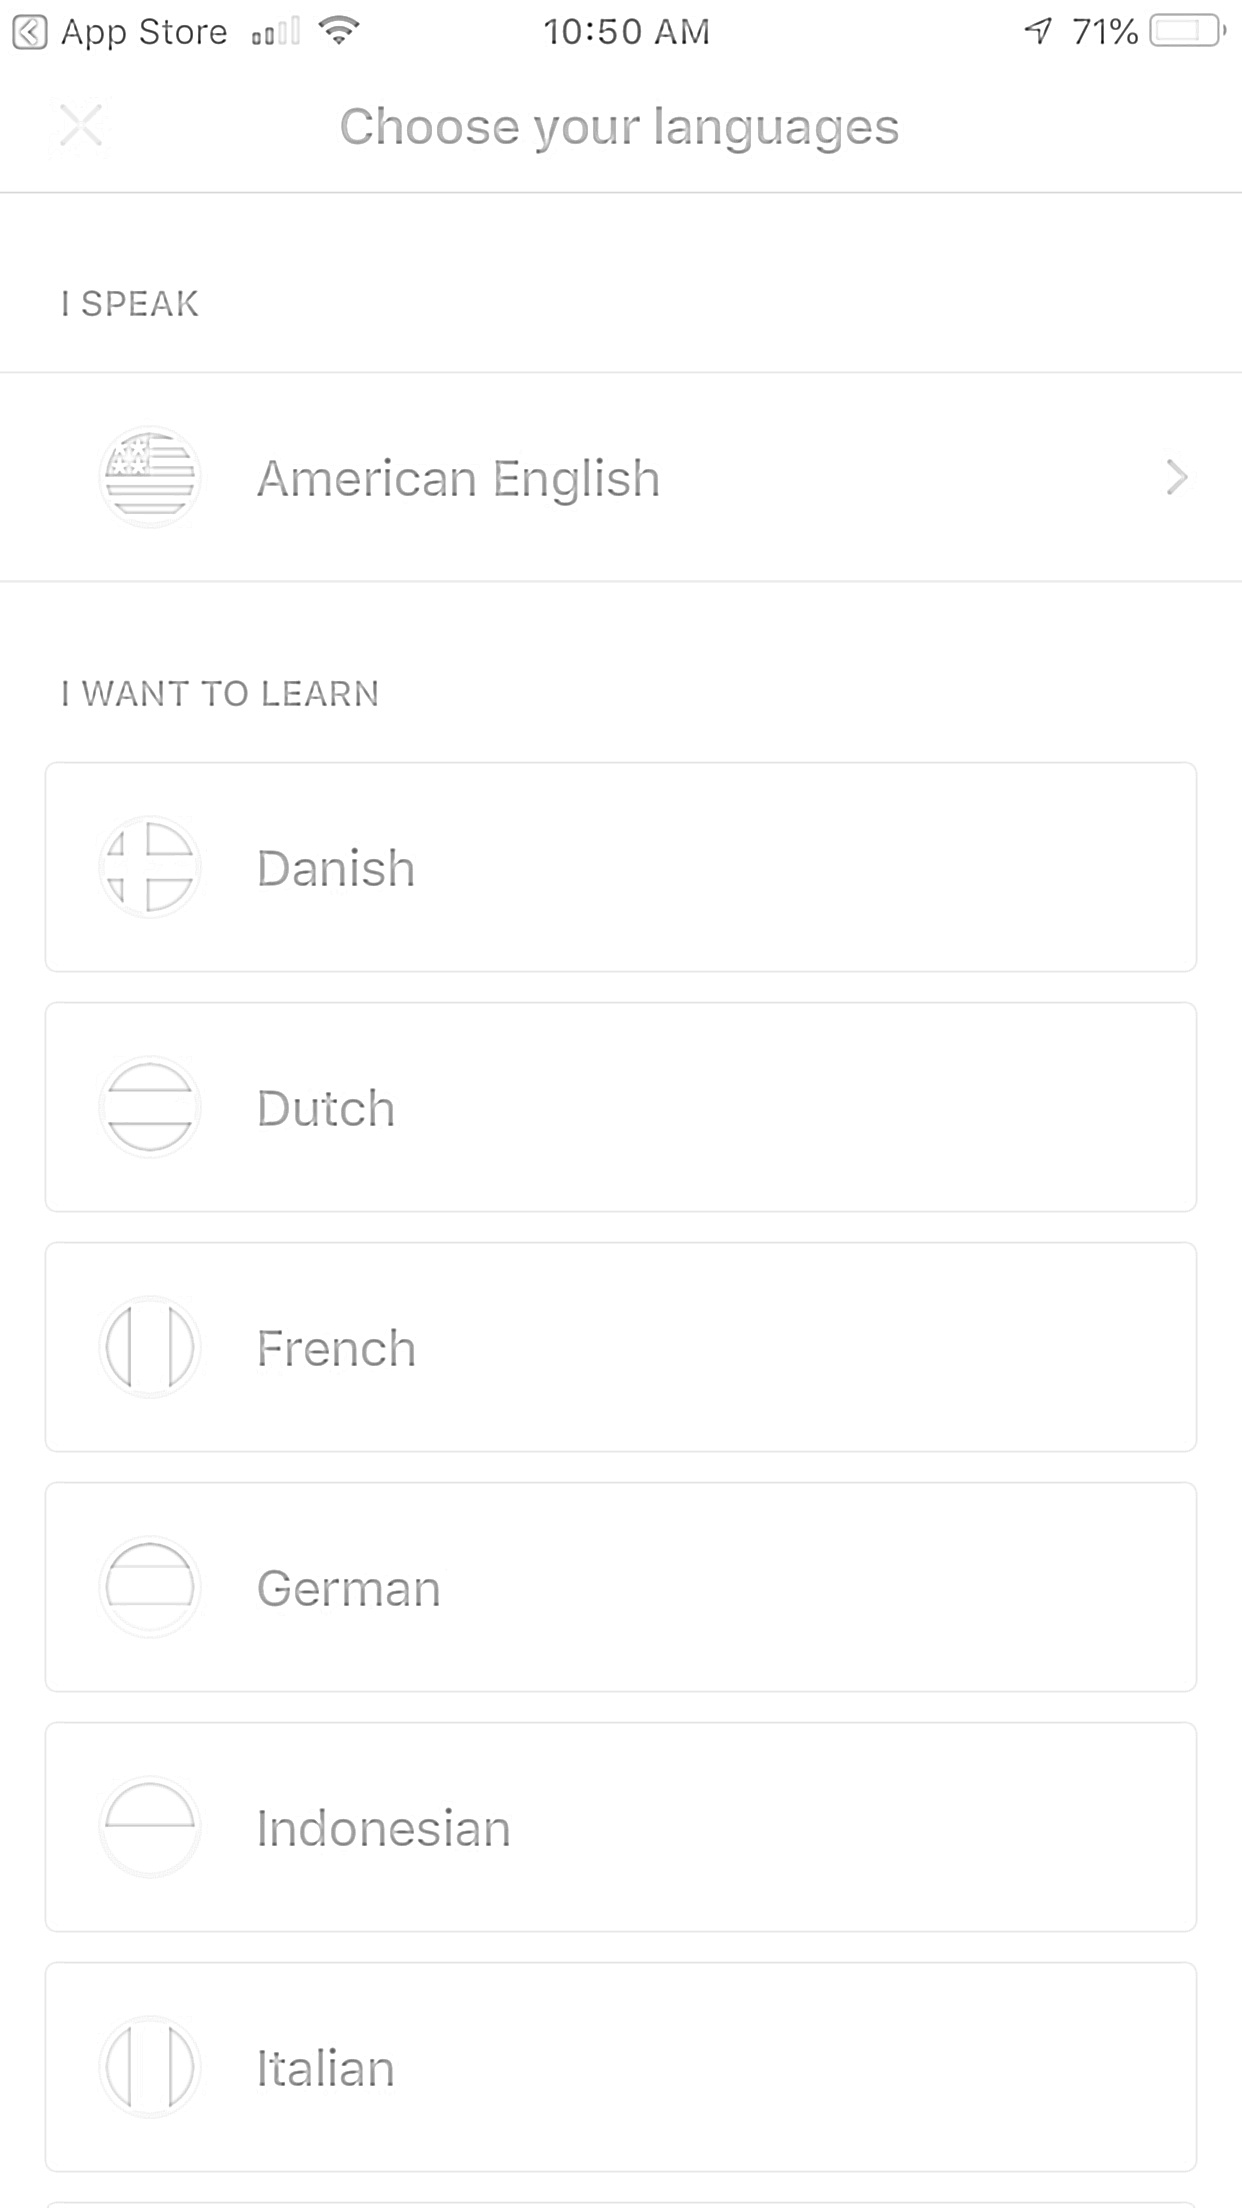 App Store 10:50 AM 71%
Choose your languages
I SPEAK
American English
I WANT TO LEARN
Danish
Dutch
French
German
Indonesian
Italian